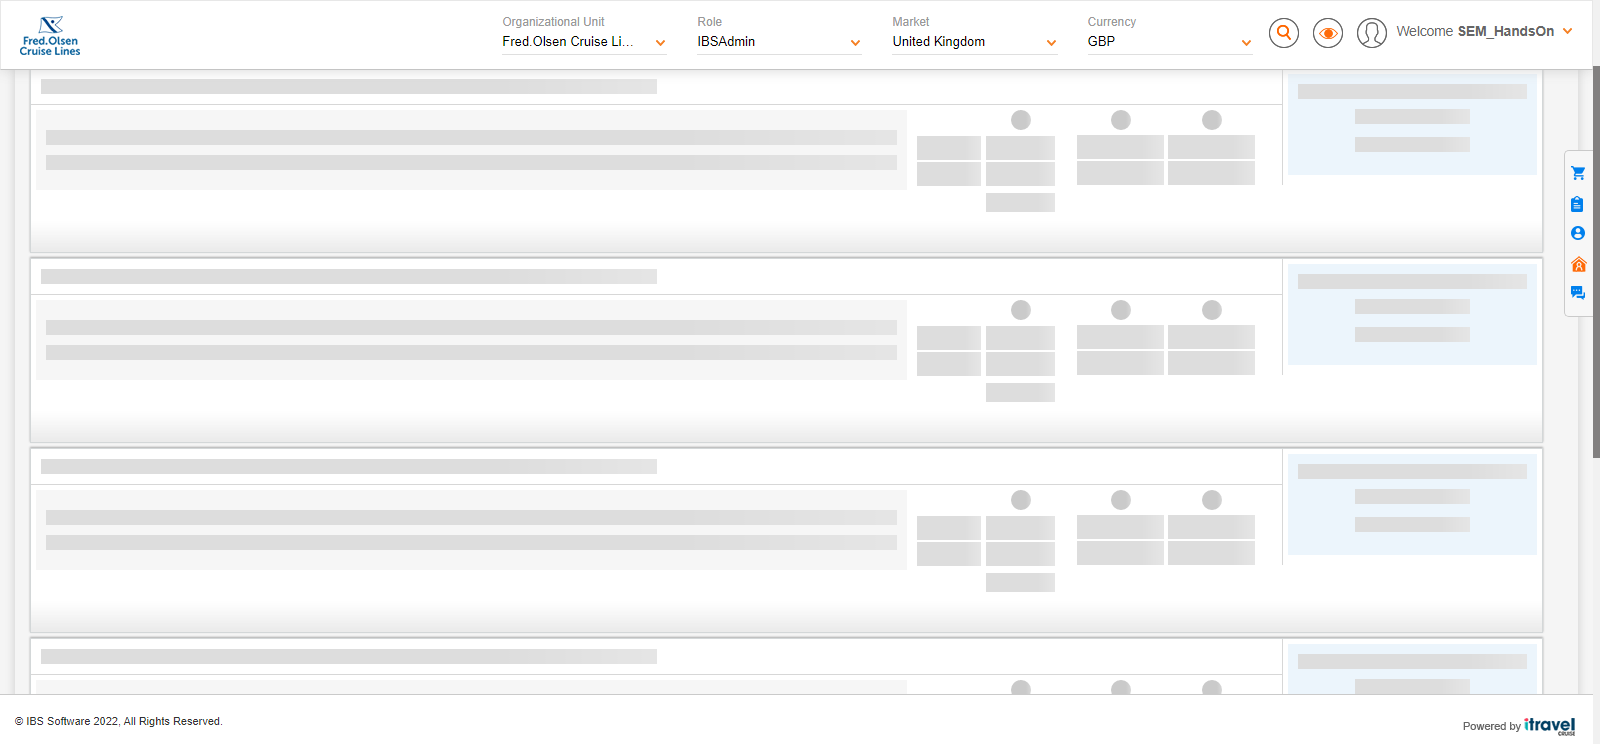 Fred.Olsen
Cruise Lines
Organizational Unit
Fred.Olsen Cruise Li...
Role
IBSAdmin
Market
United Kingdom
Currency
GBP
Welcome SEM_HandsOn
© IBS Software 2022, All Rights Reserved.
Powered by itravel
CRUISE